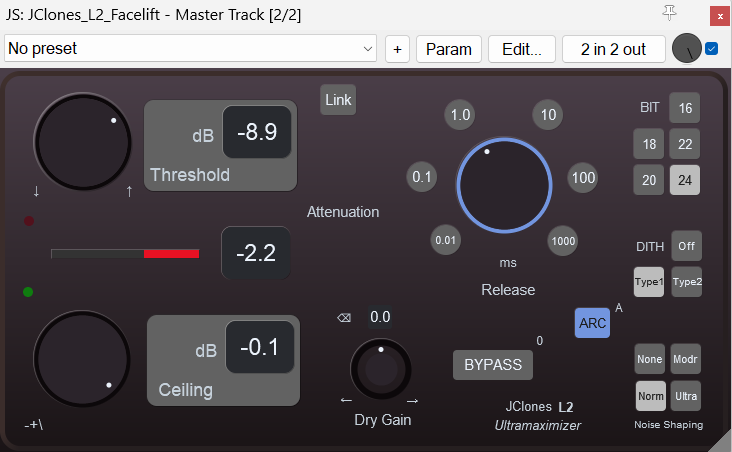 JS: JClones_L2_Facelift - Master Track [2/2]
No preset
+
Param
Edit...
2 in 2 out
dB
-8.9
Threshold
↓ ↑
Link
Attenuation
-2.2
dB
-0.1
Ceiling
-+\
1.0
10
0.1
100
0.01
1000
ms
Release
ARC
A
0.0
Dry Gain
← →
BYPASS
0
JClones L2
Ultramaximizer
BIT
16
18
22
20
24
DITH
Off
Type1
Type2
None
Modr
Norm
Ultra
Noise Shaping